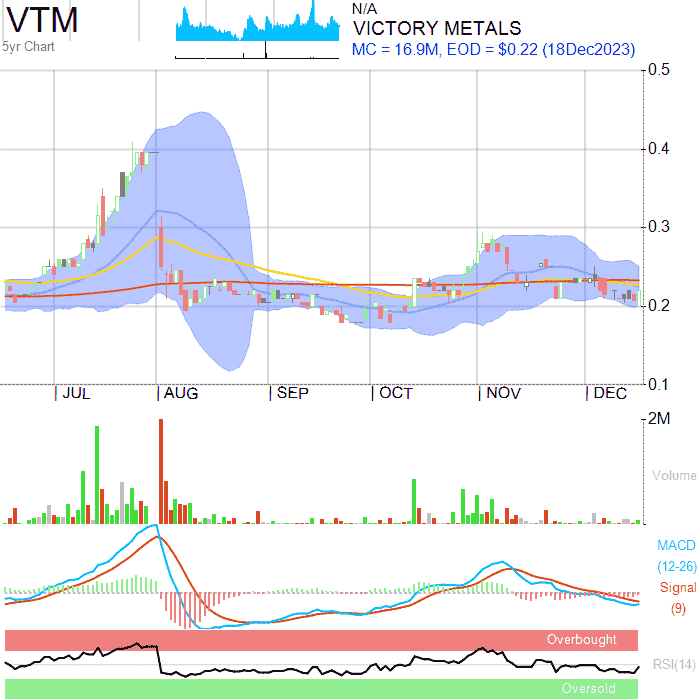 VTM
5yr Chart
N/A
VICTORY METALS
MC = 16.9M, EOD = $0.22 (18Dec2023)
0.5
0.4
0.3
0.2
0.1
JUL AUG SEP OCT NOV DEC
2M
Volume
MACD
(12-26)
Signal
(9)
Overbought
RSI(14)
Oversold